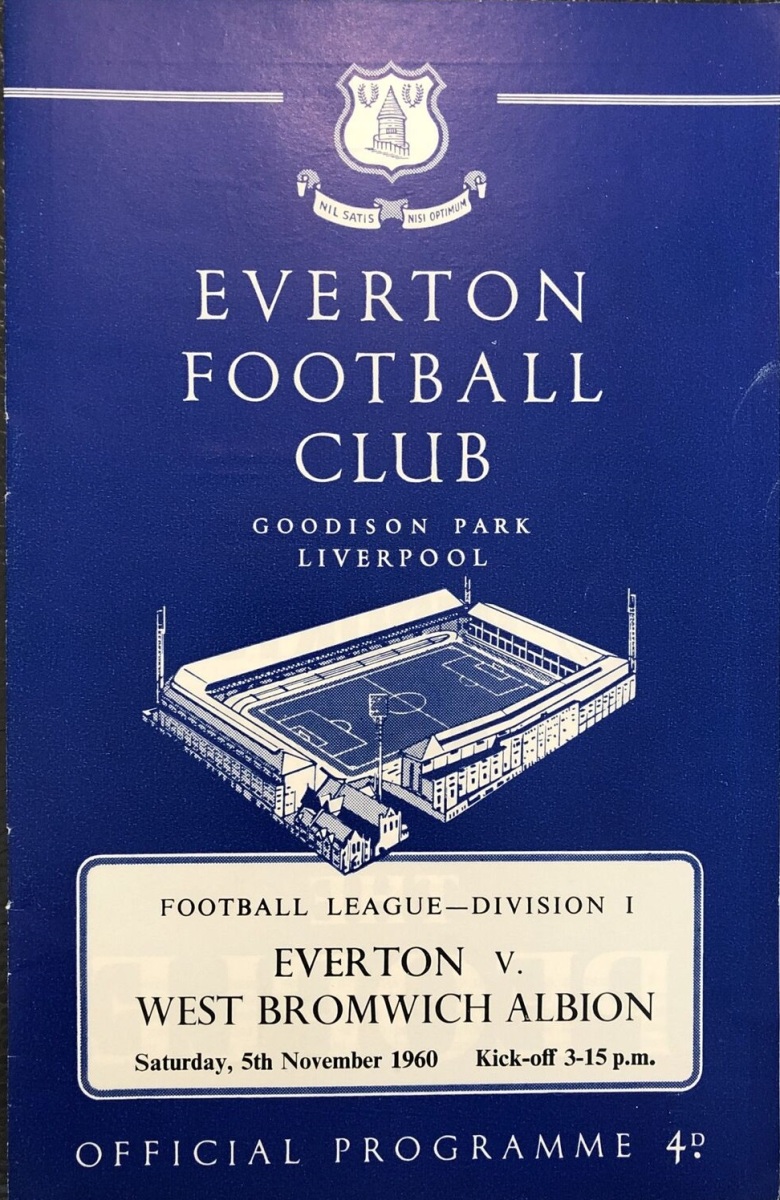 NIL SATIS NISI OPTIMUM
EVERTON
FOOTBALL
CLUB
GOODISON PARK
LIVERPOOL
FOOTBALL LEAGUE—DIVISION I
EVERTON v.
WEST BROMWICH ALBION
Saturday, 5th November 1960 Kick-off 3-15 p.m.
OFFICIAL PROGRAMME 4D.